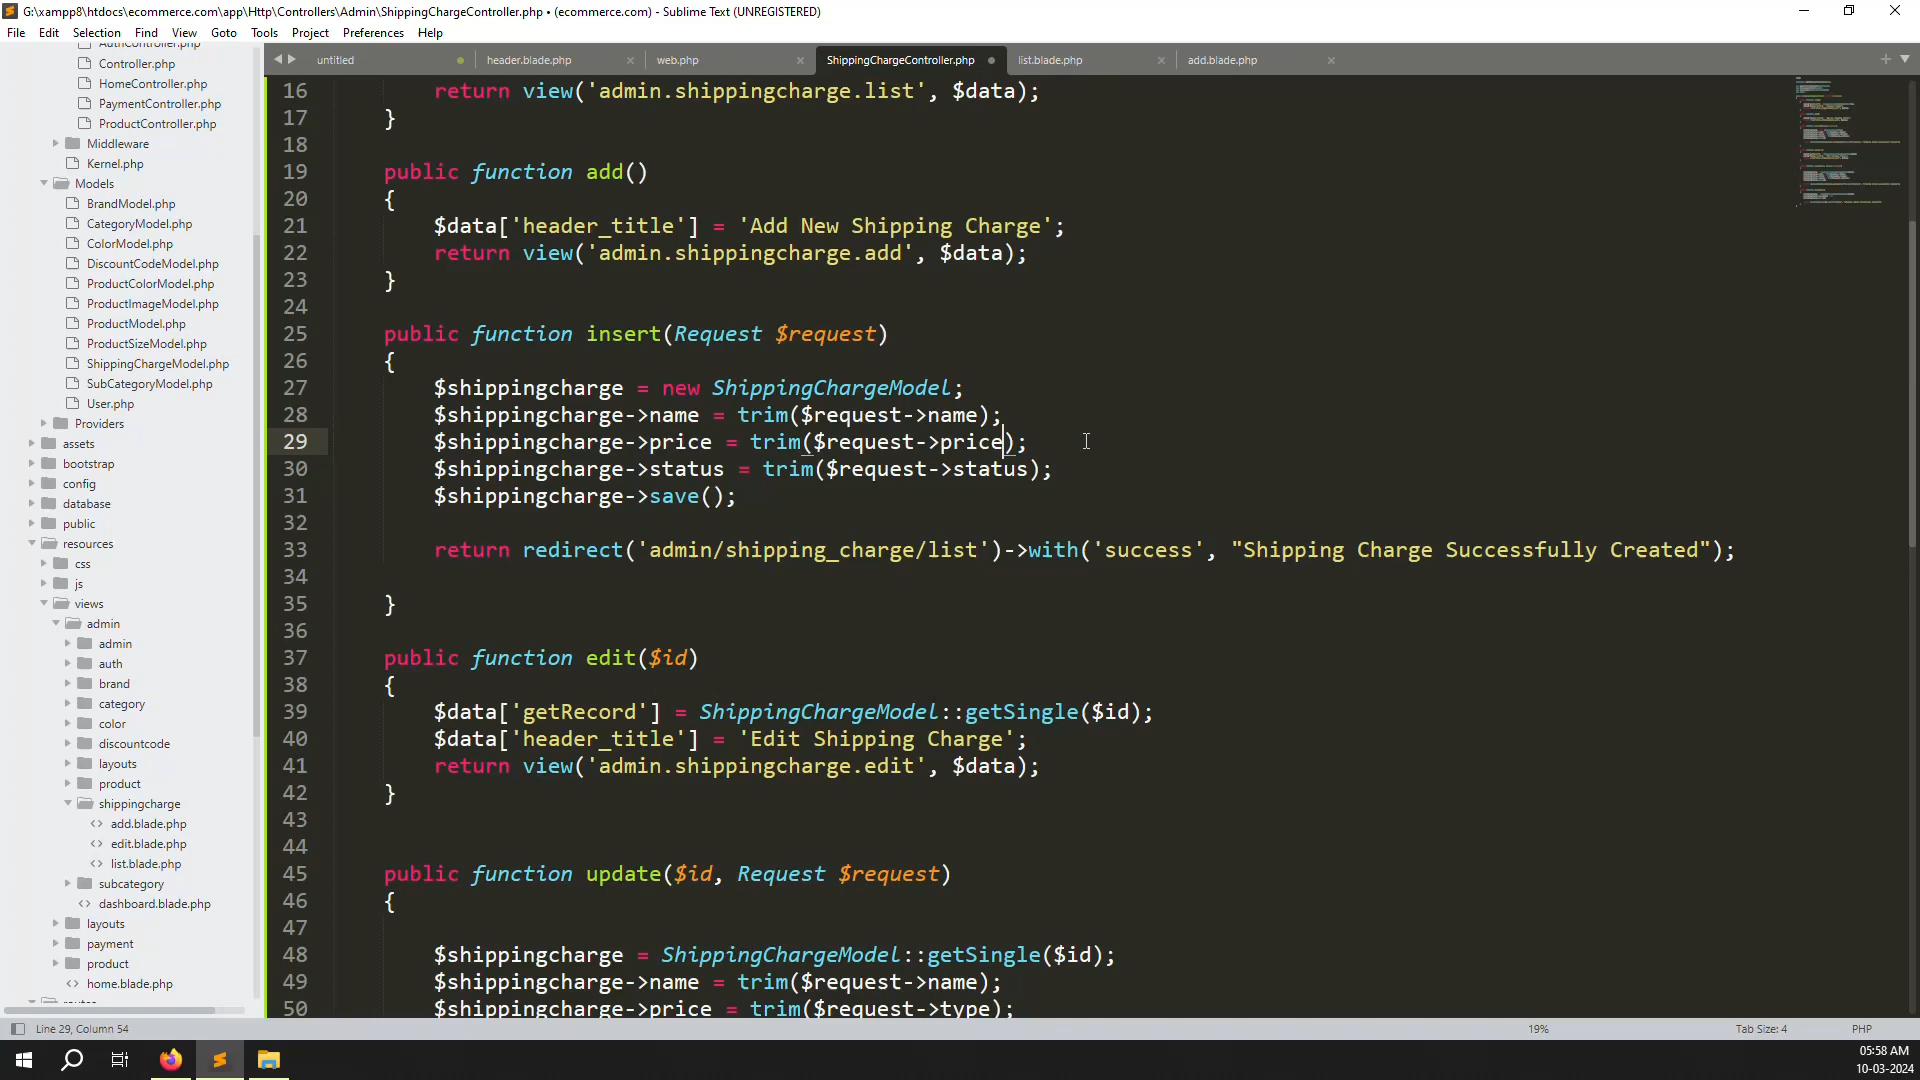 G:\xampp8\htdocs\ecommerce.com\app\Http\Controllers\Admin\ShippingChargeController.php • (ecommerce.com) - Sublime Text (UNREGISTERED)
File Edit Selection Find View Goto Tools Project Preferences Help
untitled header.blade.php web.php ShippingChargeController.php list.blade.php add.blade.php
AuthController.php
Controller.php
HomeController.php
PaymentController.php
ProductController.php
Middleware
Kernel.php
Models
BrandModel.php
CategoryModel.php
ColorModel.php
DiscountCodeModel.php
ProductColorModel.php
ProductImageModel.php
ProductModel.php
ProductSizeModel.php
ShippingChargeModel.php
SubCategoryModel.php
User.php
Providers
assets
bootstrap
config
database
public
resources
css
js
views
admin
admin
auth
brand
category
color
discountcode
layouts
product
shippingcharge
add.blade.php
edit.blade.php
list.blade.php
subcategory
dashboard.blade.php
layouts
payment
product
home.blade.php
routes
16 return view('admin.shippingcharge.list', $data);
17 }
18
19 public function add()
20 {
21 $data['header_title'] = 'Add New Shipping Charge';
22 return view('admin.shippingcharge.add', $data);
23 }
24
25 public function insert(Request $request)
26 {
27 $shippingcharge = new ShippingChargeModel;
28 $shippingcharge->name = trim($request->name);
29 $shippingcharge->price = trim($request->price);
30 $shippingcharge->status = trim($request->status);
31 $shippingcharge->save();
32
33 return redirect('admin/shipping_charge/list')->with('success', "Shipping Charge Successfully Created");
34
35 }
36
37 public function edit($id)
38 {
39 $data['getRecord'] = ShippingChargeModel::getSingle($id);
40 $data['header_title'] = 'Edit Shipping Charge';
41 return view('admin.shippingcharge.edit', $data);
42 }
43
44
45 public function update($id, Request $request)
46 {
47
48 $shippingcharge = ShippingChargeModel::getSingle($id);
49 $shippingcharge->name = trim($request->name);
50 $shippingcharge->price = trim($request->type);
Line 29, Column 54 19% Tab Size: 4 PHP
05:58 AM
10-03-2024